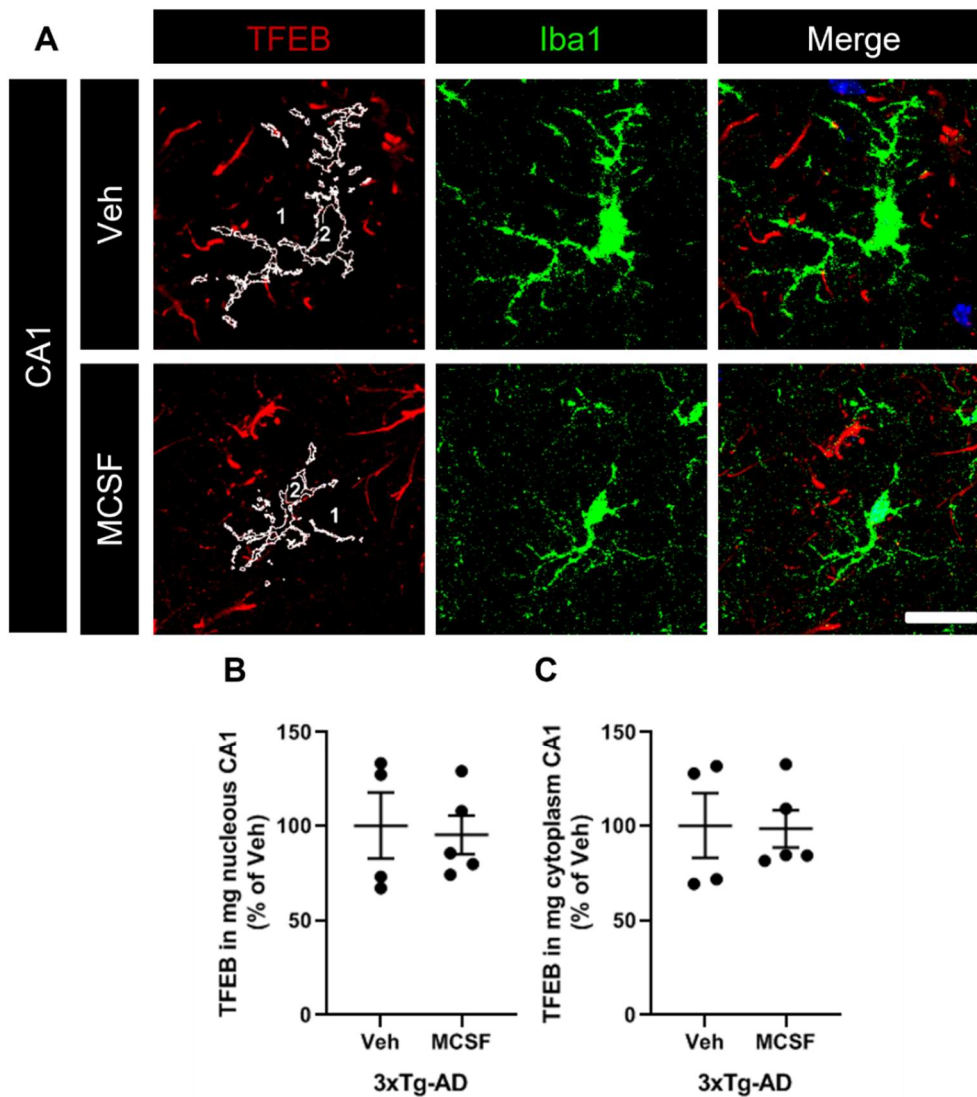 A
TFEB
Iba1
Merge
CA1
Veh
1
2
MCSF
2
1
B
C
TFEB in mg nucleous CA1
(% of Veh)
150
100
50
0
Veh
MCSF
3xTg-AD
TFEB in mg cytoplasm CA1
(% of Veh)
150
100
50
0
Veh
MCSF
3xTg-AD